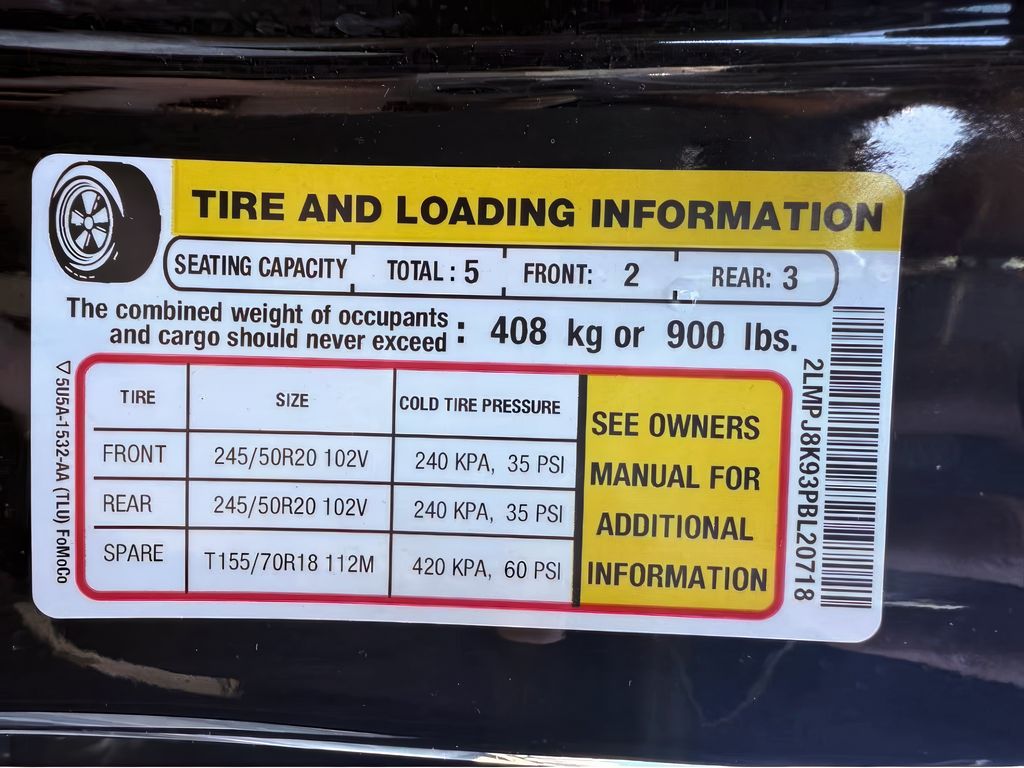 TIRE AND LOADING INFORMATION
SEATING CAPACITY TOTAL : 5 FRONT: 2 REAR: 3
The combined weight of occupants
and cargo should never exceed : 408 kg or 900 lbs.
TIRE SIZE COLD TIRE PRESSURE
FRONT 245/50R20 102V 240 KPA, 35 PSI
REAR 245/50R20 102V 240 KPA, 35 PSI
SPARE T155/70R18 112M 420 KPA, 60 PSI
SEE OWNERS
MANUAL FOR
ADDITIONAL
INFORMATION
▽5U5A-1532-AA (TLU) FoMoCo
2LMPJ8K93PBL20718